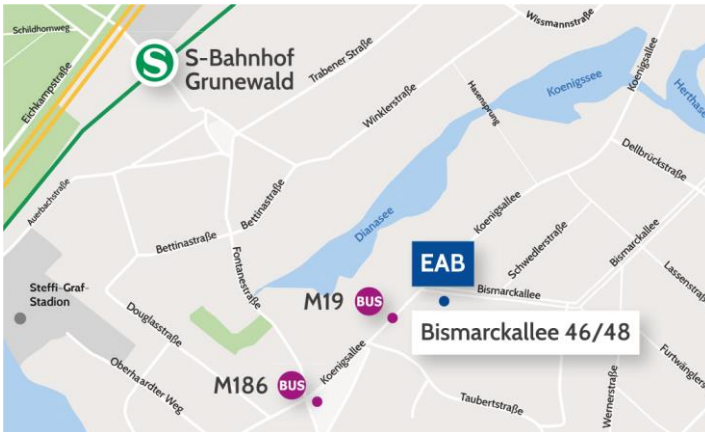 Schildhornweg
Eichkampstraße
S
S-Bahnhof
Grunewald
Trabener Straße
Wissmannstraße
Koenigsallee
Koenigssee
Herthasee
Winklerstraße
Hasensprung
Dellbrückstraße
Auerbachstraße
Bettinastraße
Bettinastraße
Koenigsallee
Dianasee
Schwedlerstraße
Bismarckallee
Lassenstraße
Fontanestraße
EAB
Bismarckallee
Steffi-Graf-
Stadion
M19 BUS
Bismarckallee 46/48
Douglasstraße
Oberhaardter Weg
Koenigsallee
M186 BUS
Taubertstraße
Wernerstraße
Furtwänglers